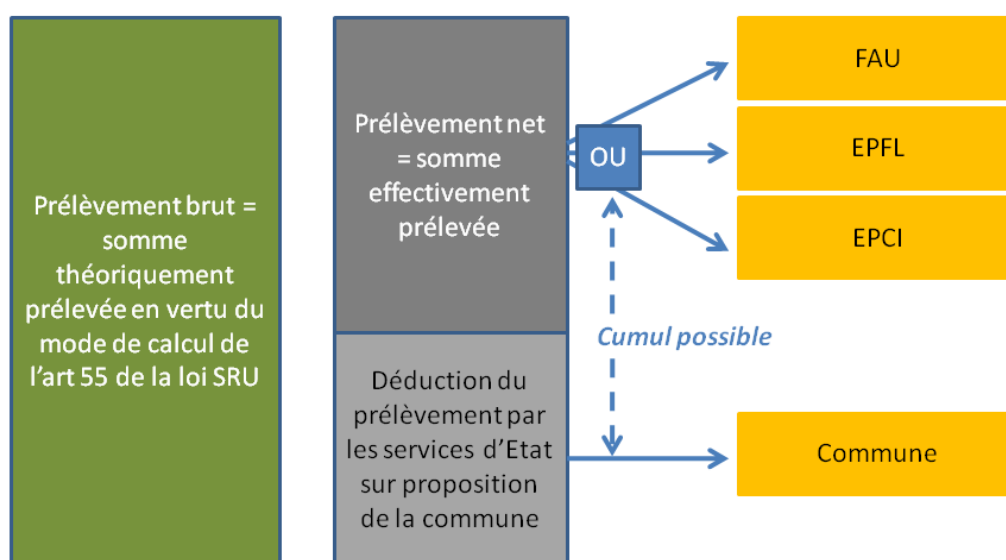 Prélèvement brut =
somme
théoriquement
prélevée en vertu du
mode de calcul de
l'art 55 de la loi SRU
Prélèvement net
= somme
effectivement
prélevée
OU
FAU
EPFL
EPCI
Cumul possible
Déduction du
prélèvement par
les services d'Etat
sur proposition
de la commune
Commune